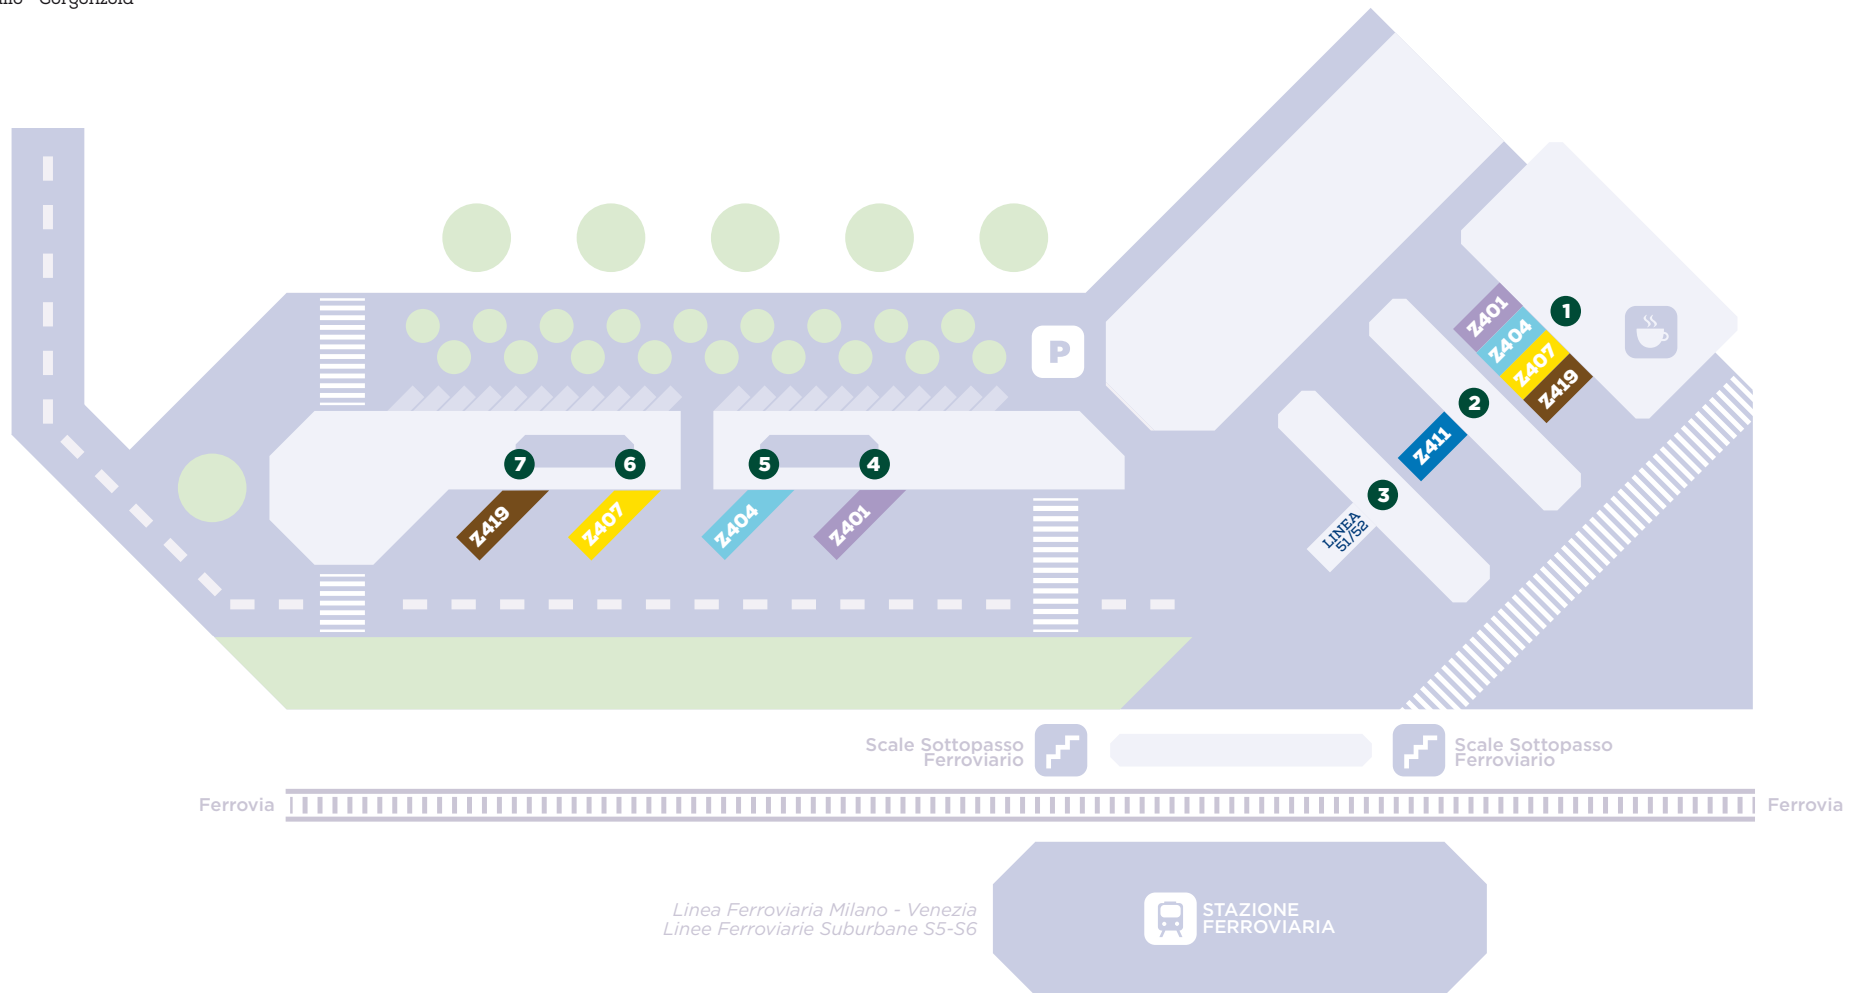 Gorgonzola
P
Z401
Z404
Z407
Z419
1
2
Z411
3
LINEA
51/52
7
6
5
4
Z419
Z407
Z404
Z401
Scale Sottopasso
Ferroviario
Scale Sottopasso
Ferroviario
Ferrovia
Ferrovia
Linea Ferroviaria Milano - Venezia
Linee Ferroviarie Suburbane S5-S6
STAZIONE
FERROVIARIA